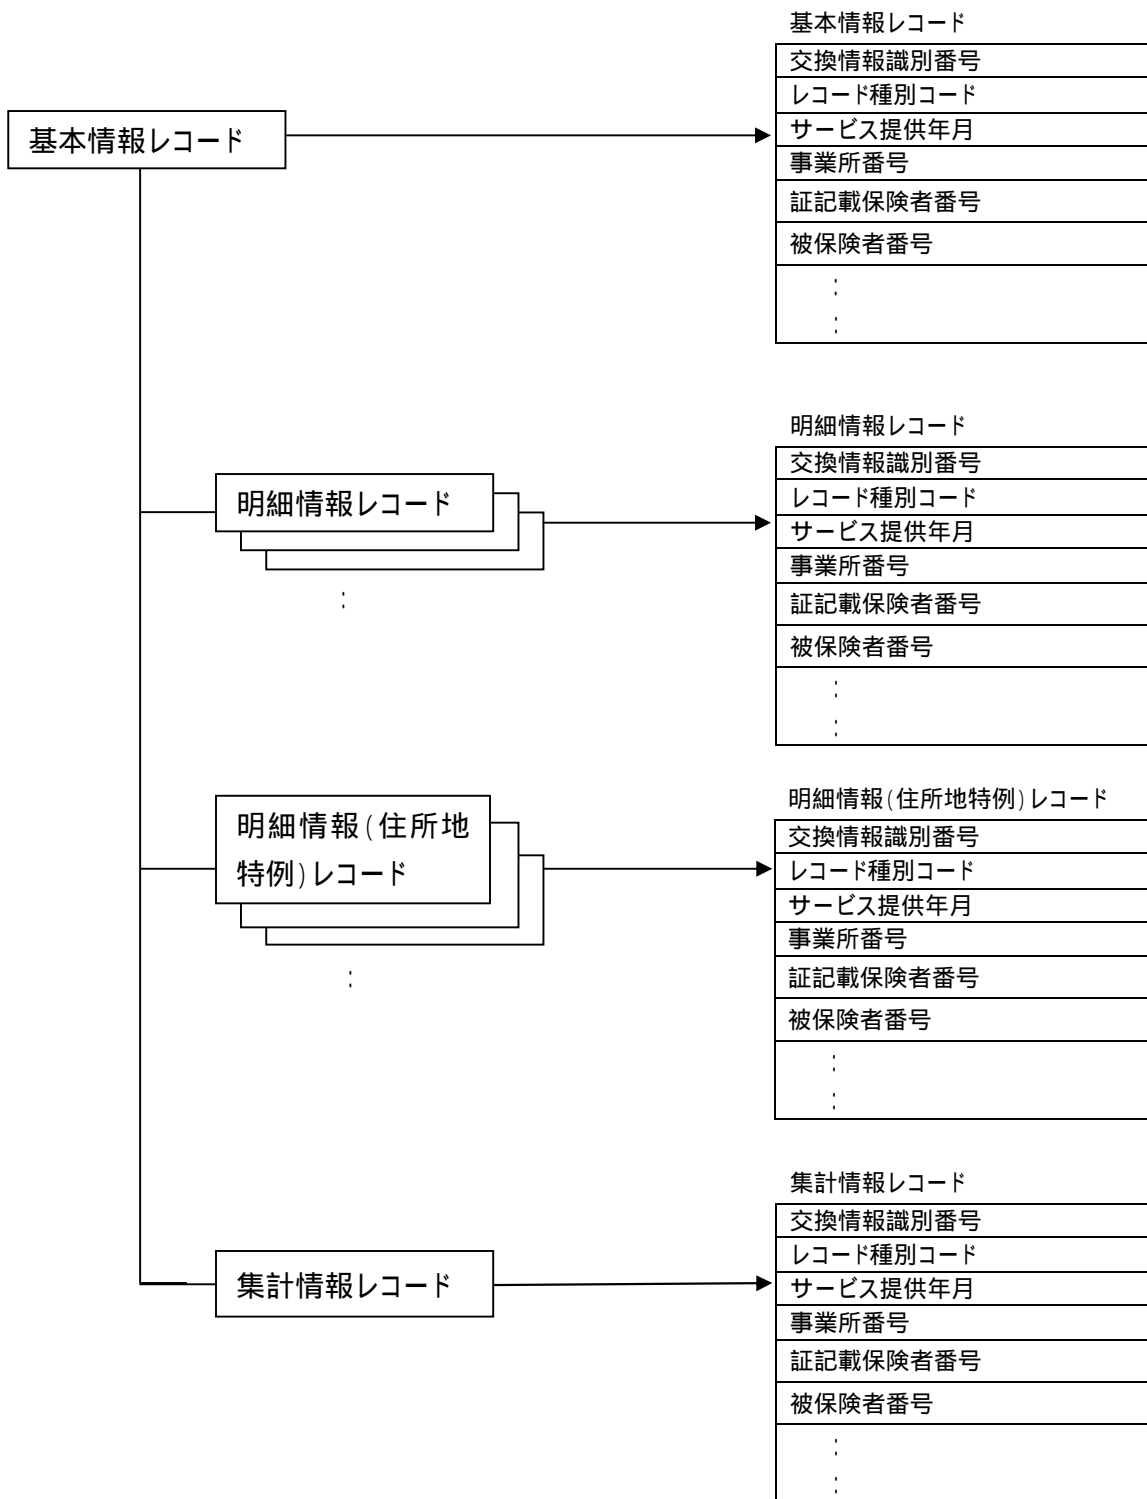 基本情報レコード
基本情報レコード
交換情報識別番号
レコード種別コード
サービス提供年月
事業所番号
証記載保険者番号
被保険者番号
:
:
明細情報レコード
:
明細情報レコード
交換情報識別番号
レコード種別コード
サービス提供年月
事業所番号
証記載保険者番号
被保険者番号
:
:
明細情報(住所地
特例)レコード
:
明細情報(住所地特例)レコード
交換情報識別番号
レコード種別コード
サービス提供年月
事業所番号
証記載保険者番号
被保険者番号
:
:
集計情報レコード
集計情報レコード
交換情報識別番号
レコード種別コード
サービス提供年月
事業所番号
証記載保険者番号
被保険者番号
:
: